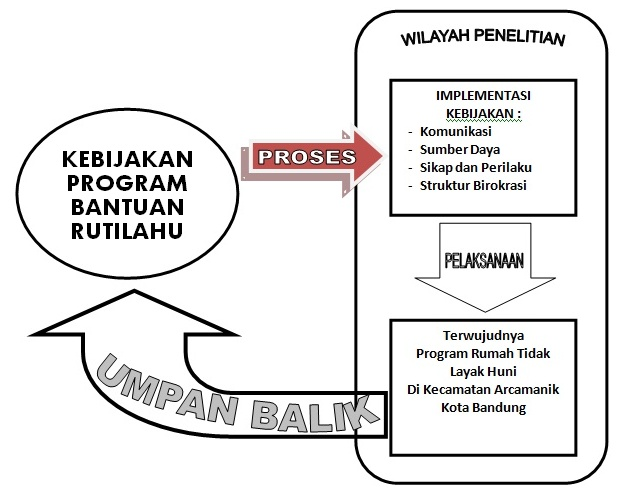 WILAYAH PENELITIAN
KEBIJAKAN
PROGRAM
BANTUAN
RUTILAHU
PROSES
IMPLEMENTASI
KEBIJAKAN :
- Komunikasi
- Sumber Daya
- Sikap dan Perilaku
- Struktur Birokrasi
PELAKSANAAN
Terwujudnya
Program Rumah Tidak
Layak Huni
Di Kecamatan Arcamanik
Kota Bandung
UMPAN BALIK